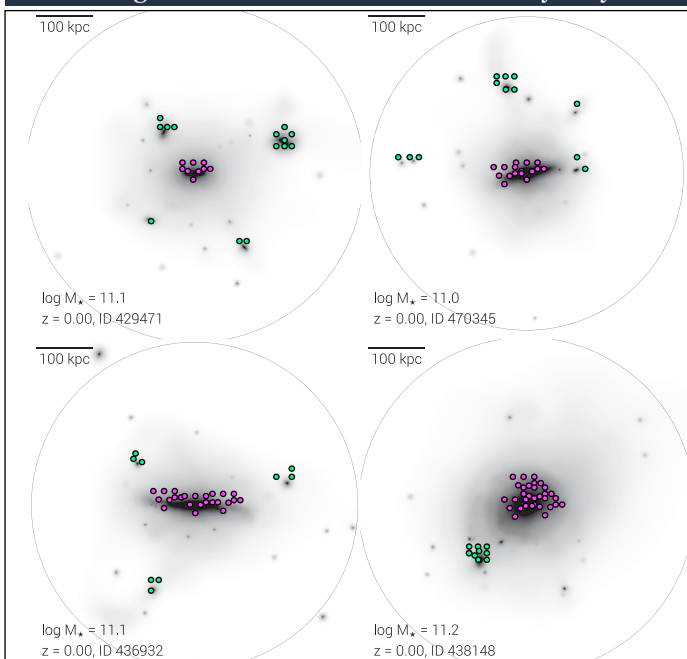 100 kpc
100 kpc
log M⋆ = 11.1
z = 0.00, ID 429471
log M⋆ = 11.0
z = 0.00, ID 470345
100 kpc
100 kpc
log M⋆ = 11.1
z = 0.00, ID 436932
log M⋆ = 11.2
z = 0.00, ID 438148